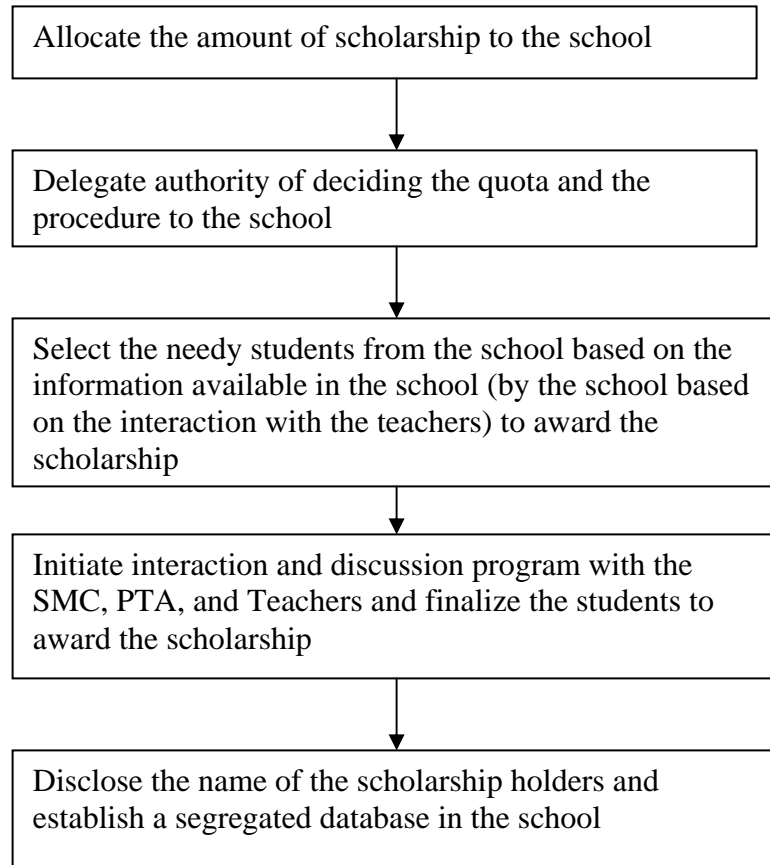 Allocate the amount of scholarship to the school
Delegate authority of deciding the quota and the
procedure to the school
Select the needy students from the school based on the
information available in the school (by the school based
on the interaction with the teachers) to award the
scholarship
Initiate interaction and discussion program with the
SMC, PTA, and Teachers and finalize the students to
award the scholarship
Disclose the name of the scholarship holders and
establish a segregated database in the school